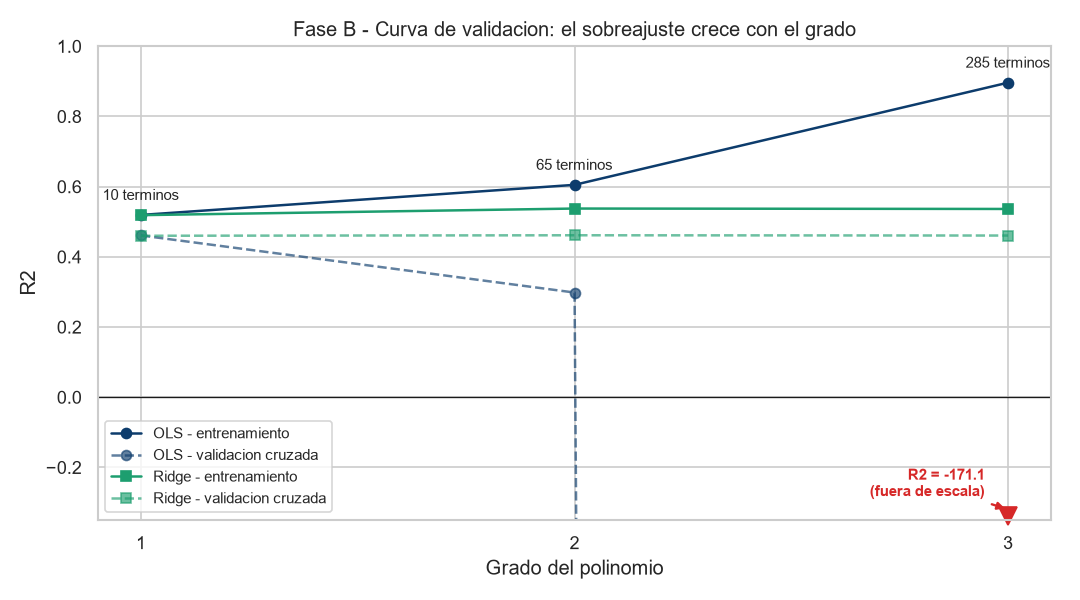 Fase B - Curva de validacion: el sobreajuste crece con el grado
1.0
0.8
0.6
0.4
0.2
0.0
−0.2
R2
285 terminos
65 terminos
10 terminos
OLS - entrenamiento
OLS - validacion cruzada
Ridge - entrenamiento
Ridge - validacion cruzada
R2 = -171.1
(fuera de escala)
1
2
3
Grado del polinomio